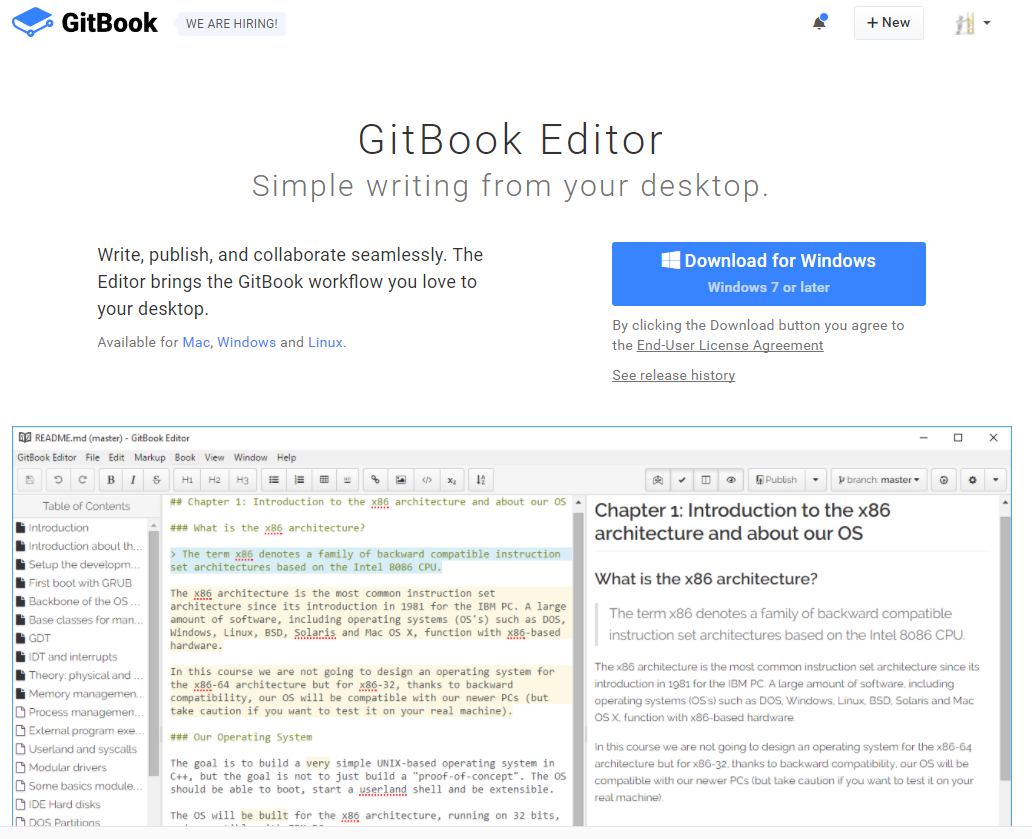 GitBook
WE ARE HIRING!
+ New
GitBook Editor
Simple writing from your desktop.
Write, publish, and collaborate seamlessly. The
Editor brings the GitBook workflow you love to
your desktop.
Available for Mac, Windows and Linux.
Download for Windows
Windows 7 or later
By clicking the Download button you agree to
the End-User License Agreement
See release history
README.md (master) - GitBook Editor
GitBook Editor File Edit Markup Book View Window Help
B I S H1 H2 H3 </> Publish branch: master
Table of Contents
Introduction
Introduction about th...
Setup the developm...
First boot with GRUB
Backbone of the OS ...
Base classes for man...
GDT
IDT and interrupts
Theory: physical and ...
Memory managemen...
Process managemen...
External program exe...
Userland and syscalls
Modular drivers
Some basics module...
IDE Hard disks
DOS Partitions
## Chapter 1: Introduction to the x86 architecture and about our OS
### What is the x86 architecture?
> The term x86 denotes a family of backward compatible instruction
set architectures based on the Intel 8086 CPU.
The x86 architecture is the most common instruction set
architecture since its introduction in 1981 for the IBM PC. A large
amount of software, including operating systems (OS's) such as DOS,
Windows, Linux, BSD, Solaris and Mac OS X, function with x86-based
hardware.
In this course we are not going to design an operating system for
the x86-64 architecture but for x86-32, thanks to backward
compatibility, our OS will be compatible with our newer PCs (but
take caution if you want to test it on your real machine).
### Our Operating System
The goal is to build a very simple UNIX-based operating system in
C++, but the goal is not to just build a "proof-of-concept". The OS
should be able to boot, start a userland shell and be extensible.
The OS will be built for the x86 architecture, running on 32 bits,
Chapter 1: Introduction to the x86
architecture and about our OS
What is the x86 architecture?
The term x86 denotes a family of backward compatible
instruction set architectures based on the Intel 8086 CPU.
The x86 architecture is the most common instruction set architecture since its
introduction in 1981 for the IBM PC. A large amount of software, including
operating systems (OS's) such as DOS, Windows, Linux, BSD, Solaris and Mac
OS X, function with x86-based hardware.
In this course we are not going to design an operating system for the x86-64
architecture but for x86-32, thanks to backward compatibility, our OS will be
compatible with our newer PCs (but take caution if you want to test it on your
real machine).